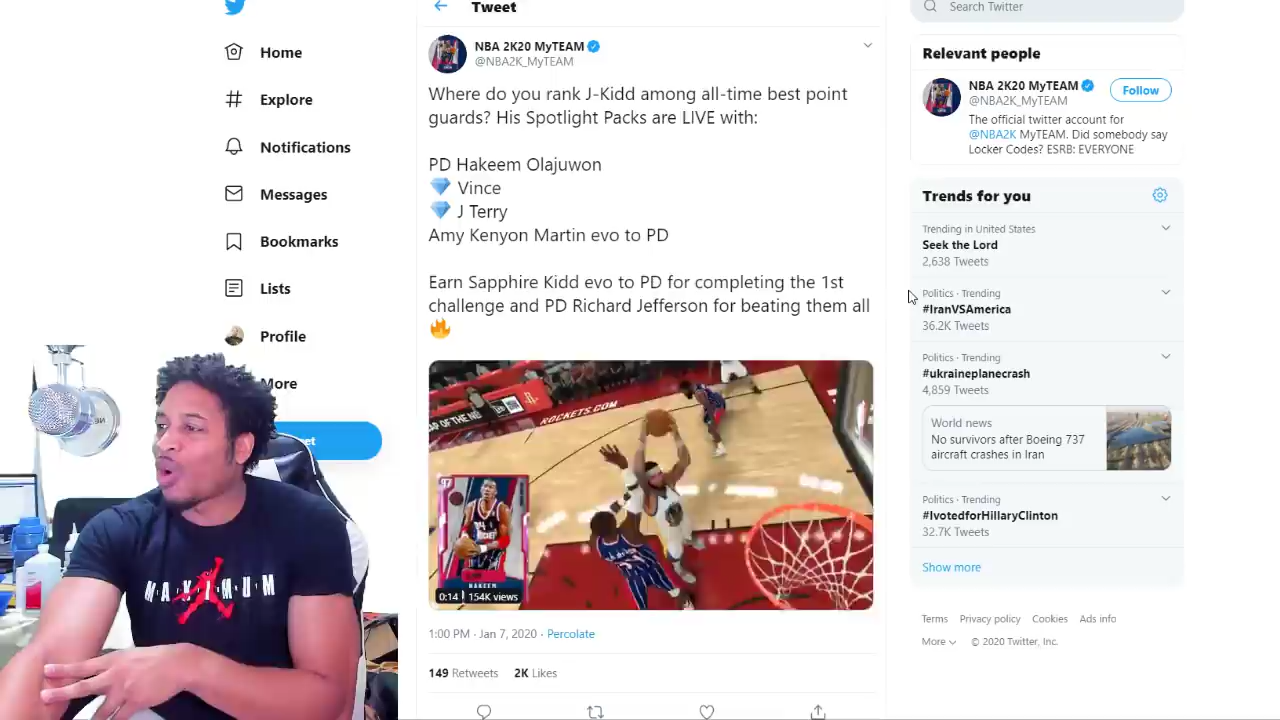 Tweet
Search Twitter
Home
Explore
Notifications
Messages
Bookmarks
Lists
Profile
More
NBA 2K20 MyTEAM
@NBA2K_MyTEAM
Where do you rank J-Kidd among all-time best point
guards? His Spotlight Packs are LIVE with:
PD Hakeem Olajuwon
💎 Vince
💎 J Terry
Amy Kenyon Martin evo to PD
Earn Sapphire Kidd evo to PD for completing the 1st
challenge and PD Richard Jefferson for beating them all
🔥
ROCKETS.COM
HAKEEM
0:14 154K views
1:00 PM · Jan 7, 2020 · Percolate
149 Retweets 2K Likes
Relevant people
NBA 2K20 MyTEAM
@NBA2K_MyTEAM
Follow
The official twitter account for
@NBA2K MyTEAM. Did somebody say
Locker Codes? ESRB: EVERYONE
Trends for you
Trending in United States
Seek the Lord
2,638 Tweets
Politics · Trending
#IranVSAmerica
36.2K Tweets
Politics · Trending
#ukraineplanecrash
4,859 Tweets
World news
No survivors after Boeing 737
aircraft crashes in Iran
Politics · Trending
#IvotedforHillaryClinton
32.7K Tweets
Show more
Terms Privacy policy Cookies Ads info
More © 2020 Twitter, Inc.
MAXIMUM